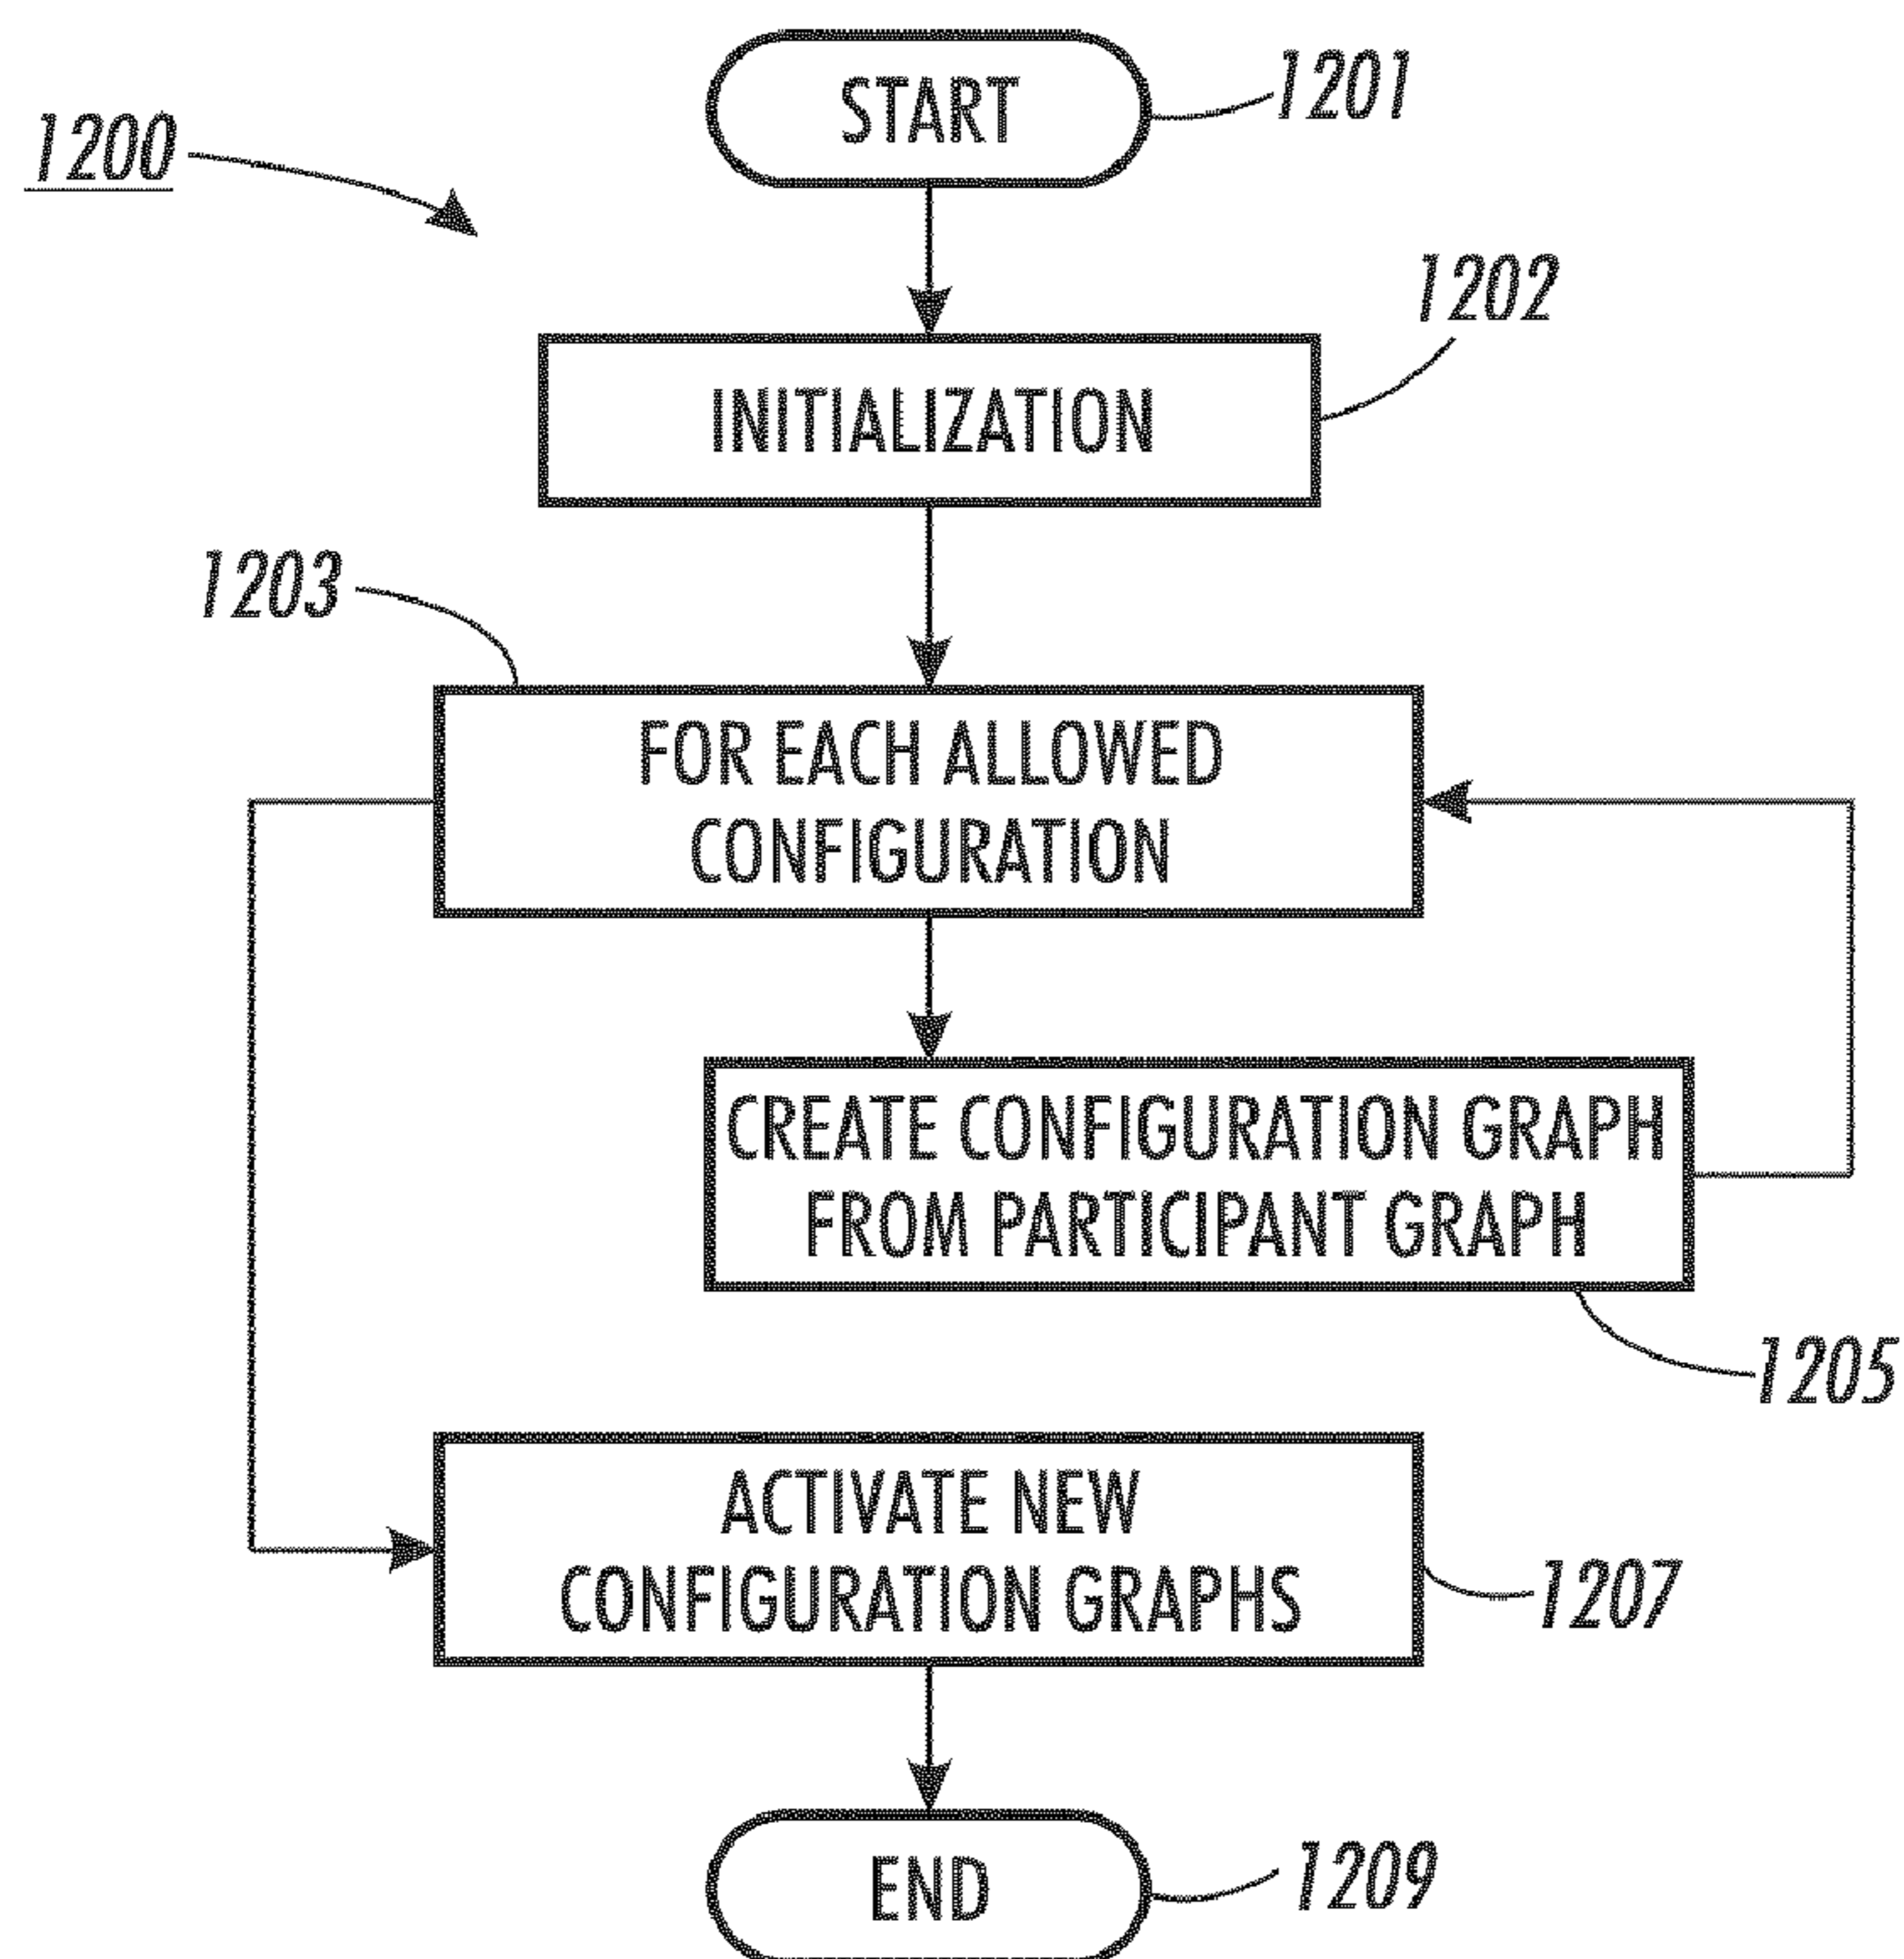 START
1201
1200
1202
INITIALIZATION
1203
FOR EACH ALLOWED
CONFIGURATION
CREATE CONFIGURATION GRAPH
FROM PARTICIPANT GRAPH
1205
ACTIVATE NEW
CONFIGURATION GRAPHS
1207
END
1209